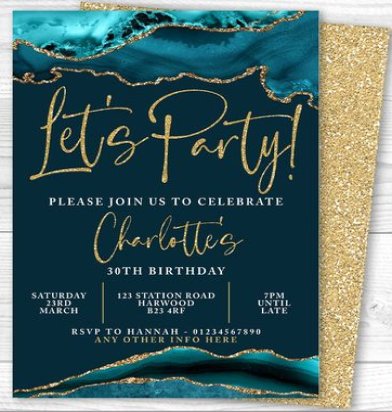 Let's Party!
PLEASE JOIN US TO CELEBRATE
Charlotte's
30TH BIRTHDAY
SATURDAY
23RD
MARCH
123 STATION ROAD
HARWOOD
B23 4RF
7PM
UNTIL
LATE
RSVP TO HANNAH - 01234567890
ANY OTHER INFO HERE